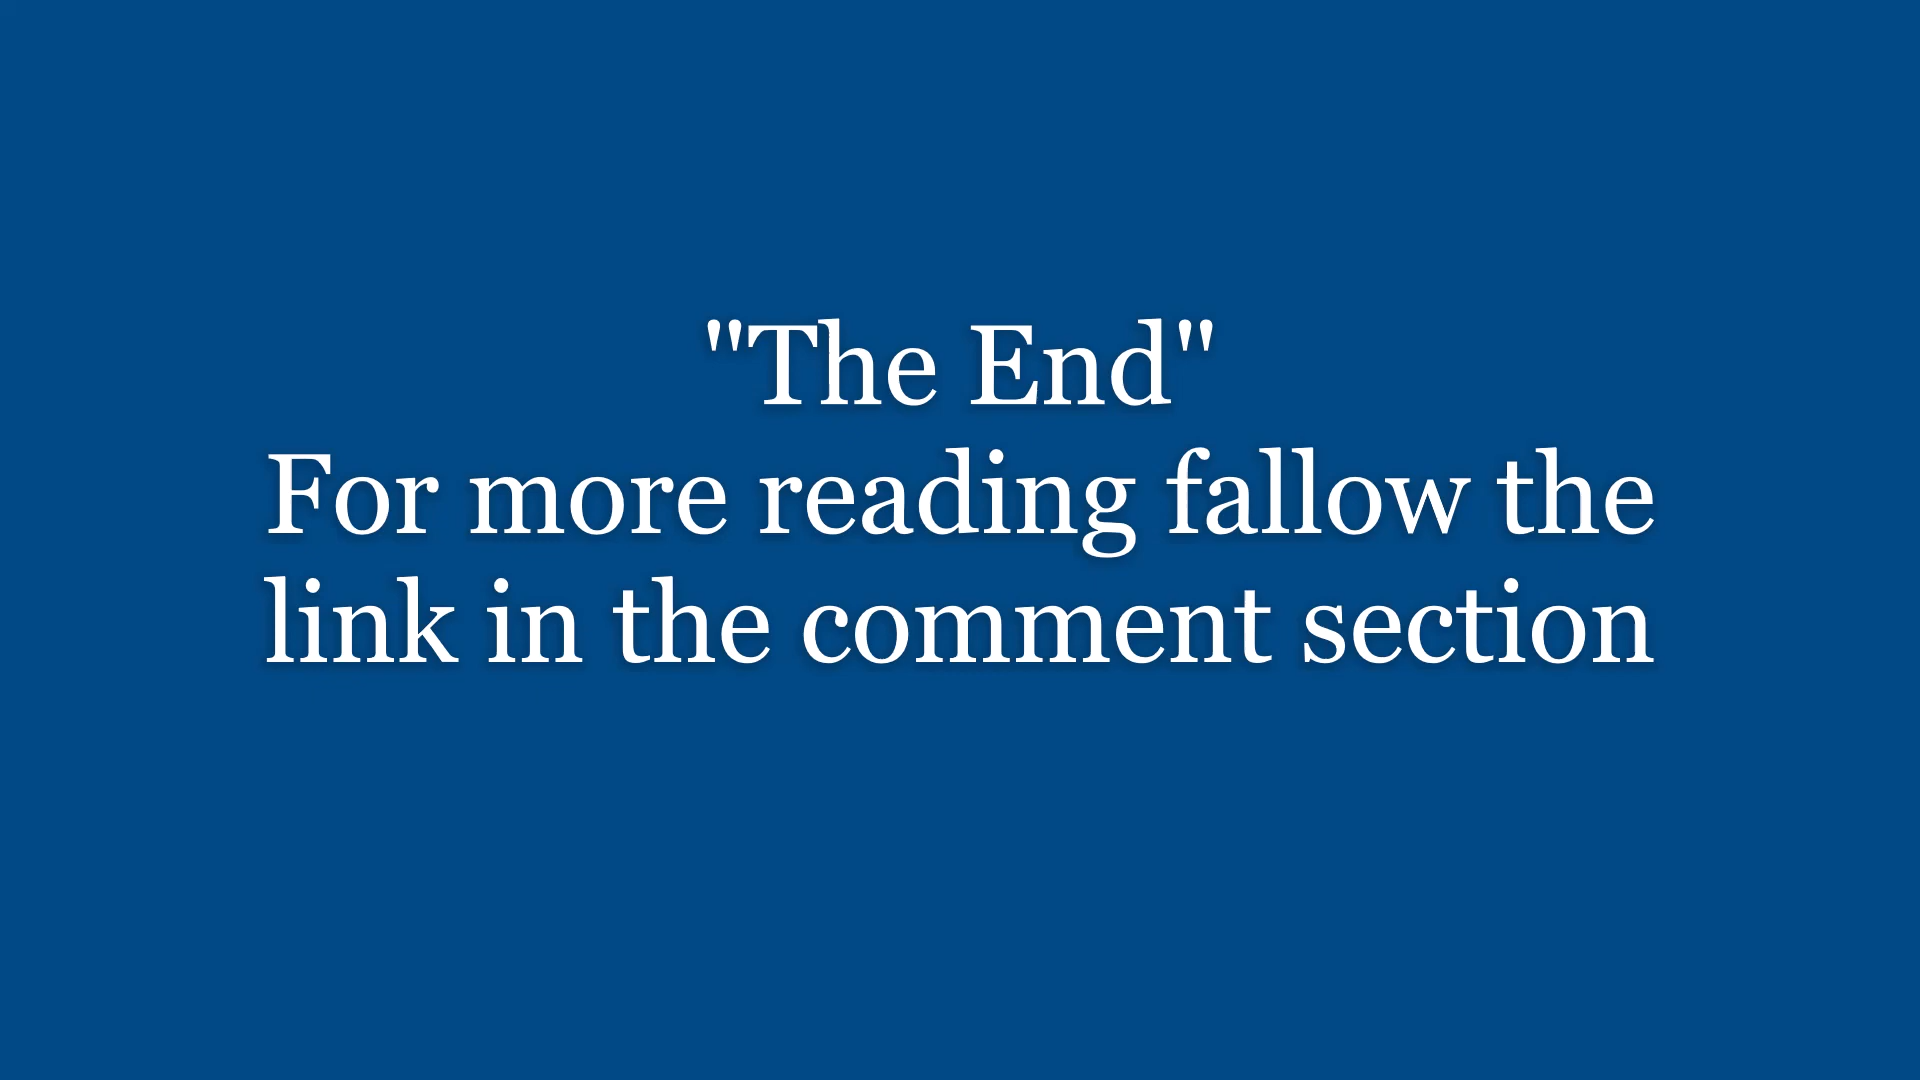 "The End"
For more reading fallow the
link in the comment section